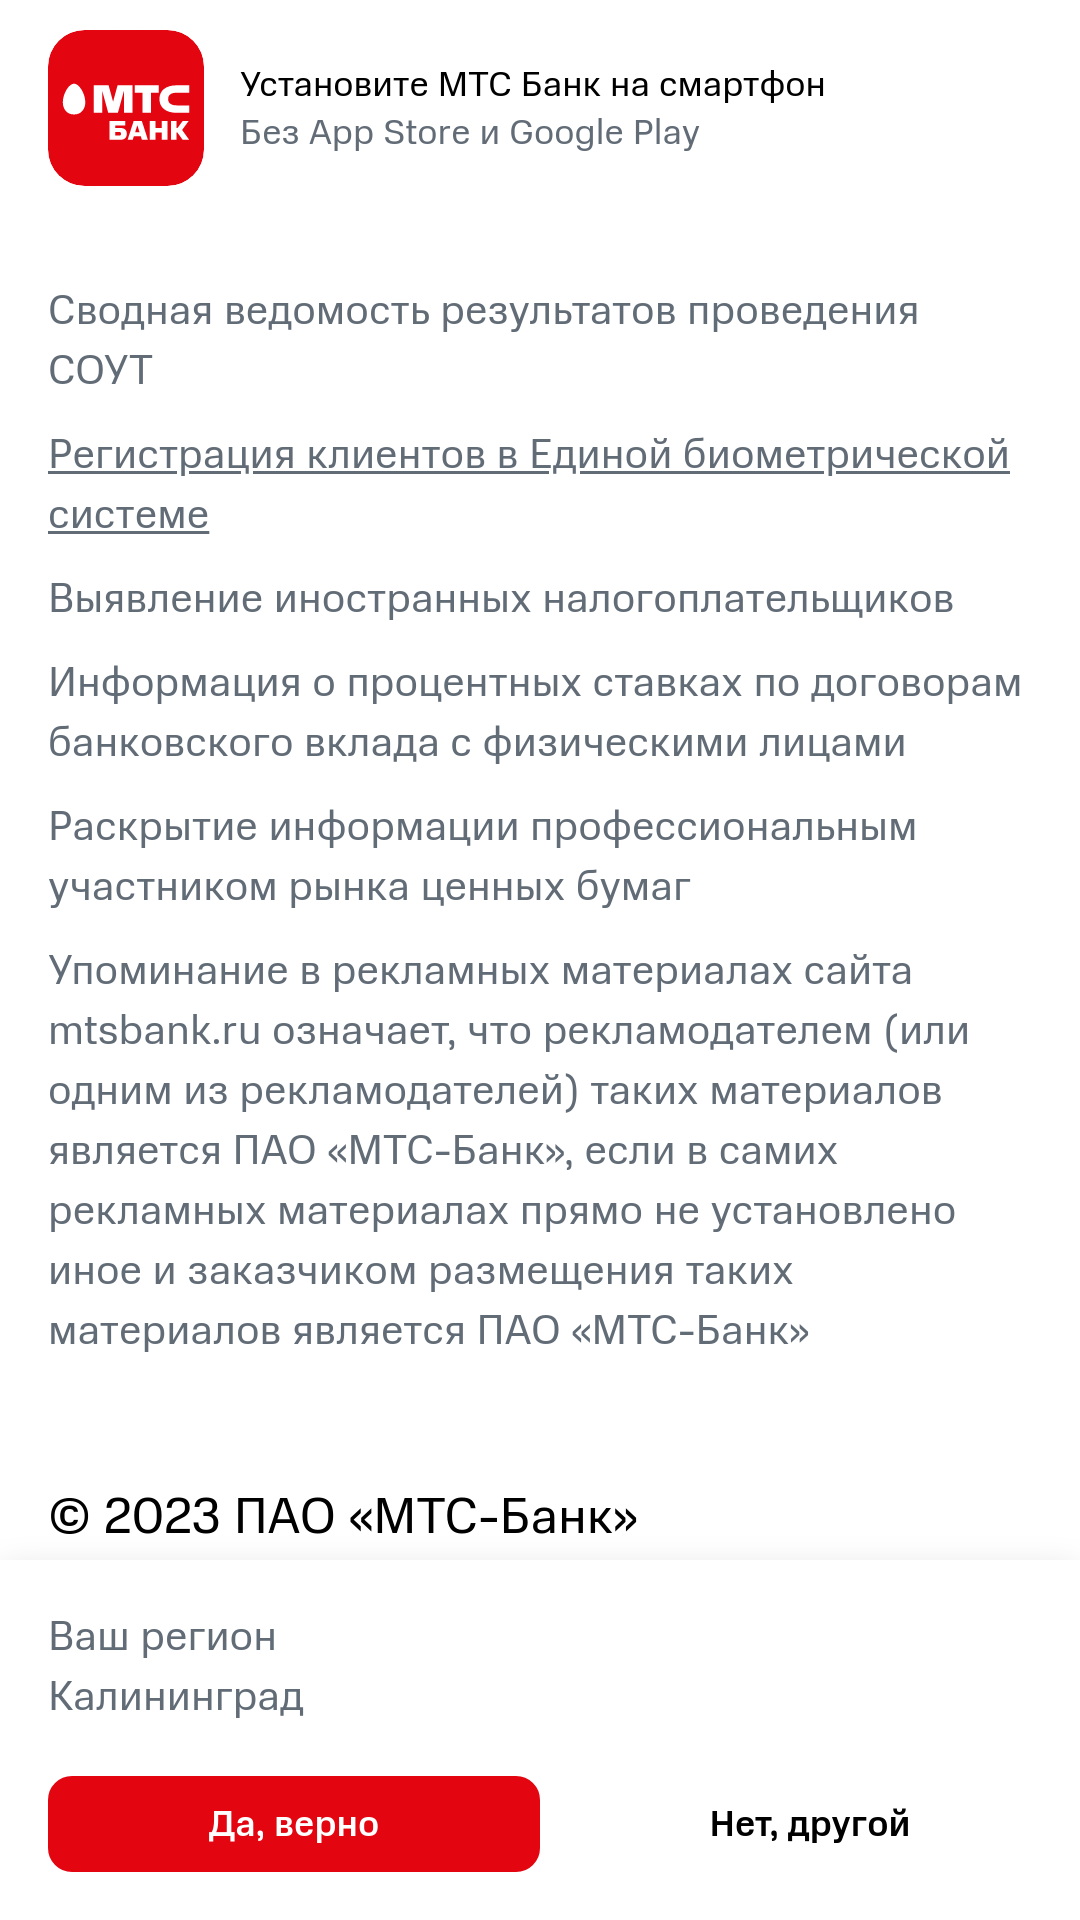 МТС
БАНК
Установите МТС Банк на смартфон
Без App Store и Google Play
Сводная ведомость результатов проведения
СОУТ
Регистрация клиентов в Единой биометрической
системе
Выявление иностранных налогоплательщиков
Информация о процентных ставках по договорам
банковского вклада с физическими лицами
Раскрытие информации профессиональным
участником рынка ценных бумаг
Упоминание в рекламных материалах сайта
mtsbank.ru означает, что рекламодателем (или
одним из рекламодателей) таких материалов
является ПАО «МТС-Банк», если в самих
рекламных материалах прямо не установлено
иное и заказчиком размещения таких
материалов является ПАО «МТС-Банк»
© 2023 ПАО «МТС-Банк»
Ваш регион
Калининград
Да, верно
Нет, другой